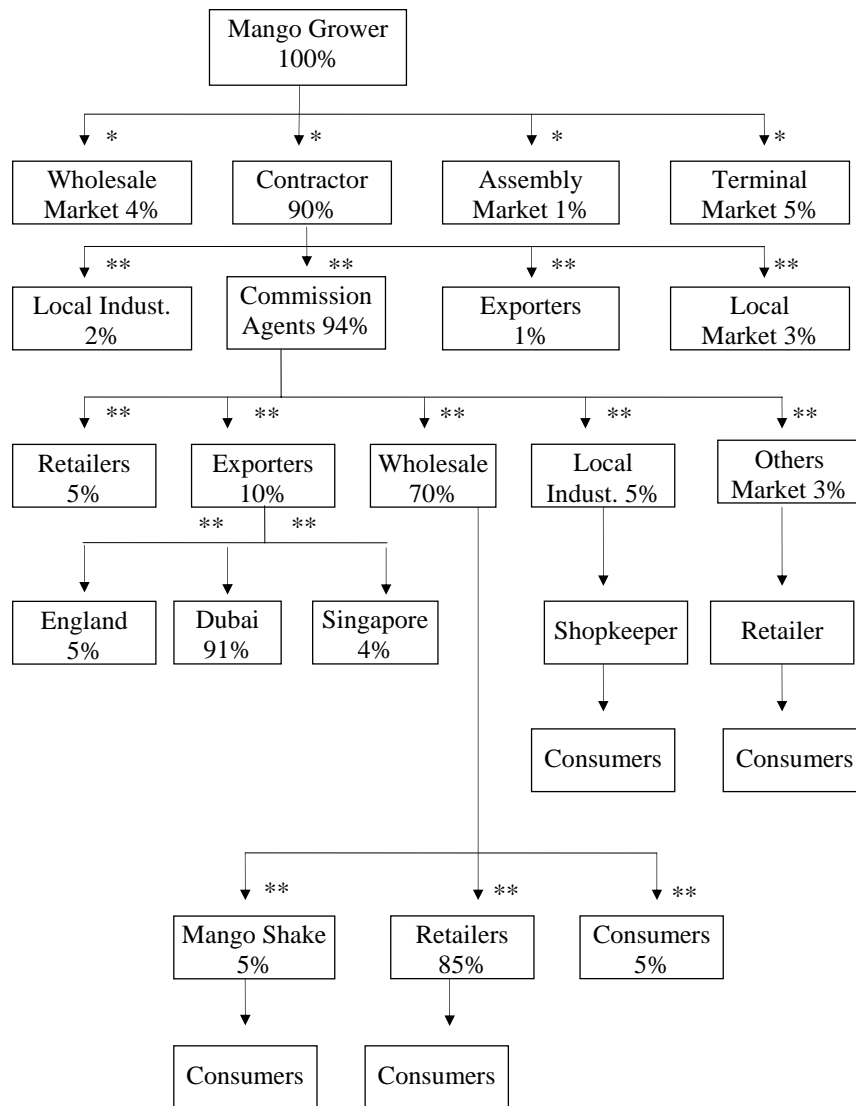 Mango Grower
100%
* * * *
Wholesale
Market 4%
Contractor
90%
Assembly
Market 1%
Terminal
Market 5%
** ** ** **
Local Indust.
2%
Commission
Agents 94%
Exporters
1%
Local
Market 3%
** ** ** ** **
Retailers
5%
Exporters
10%
Wholesale
70%
Local
Indust. 5%
Others
Market 3%
** **
England
5%
Dubai
91%
Singapore
4%
Shopkeeper
Retailer
Consumers
Consumers
** ** **
Mango Shake
5%
Retailers
85%
Consumers
5%
Consumers
Consumers